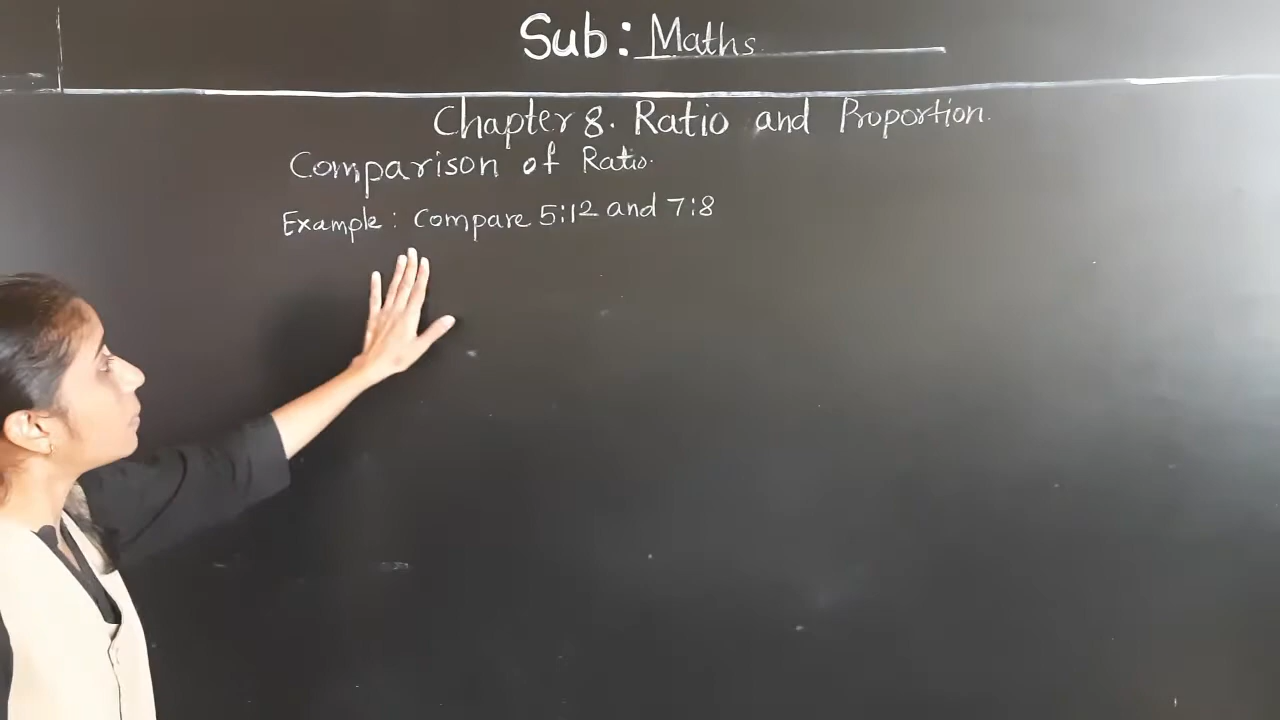 Sub: Maths
Chapter 8. Ratio and Proportion.
Comparison of Ratio.
Example: Compare 5:12 and 7:8